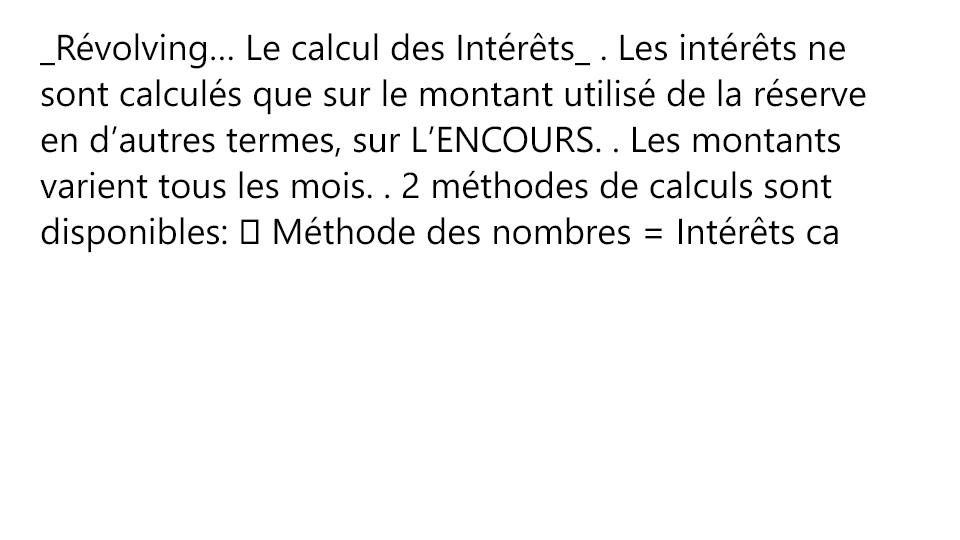 _Révolving... Le calcul des Intérêts_ . Les intérêts ne
sont calculés que sur le montant utilisé de la réserve
en d’autres termes, sur L’ENCOURS. . Les montants
varient tous les mois. . 2 méthodes de calculs sont
disponibles: Méthode des nombres = Intérêts ca